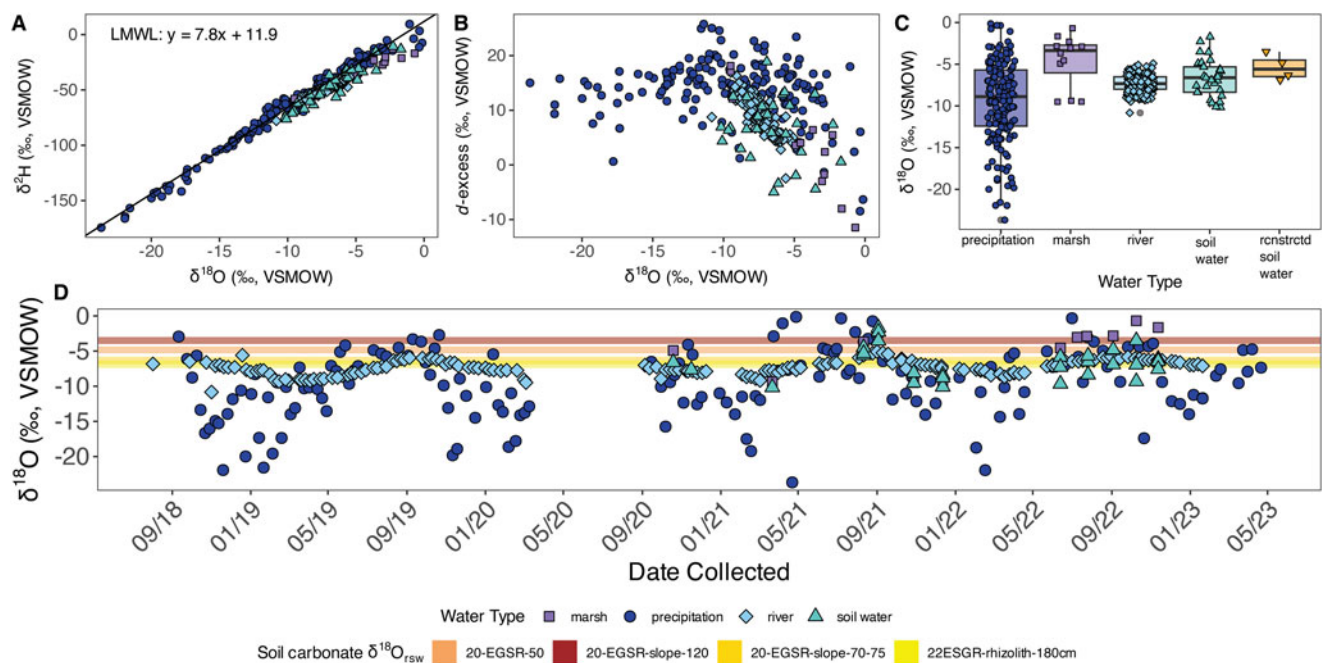 A
LMWL: y = 7.8x + 11.9
0
-50
-100
-150
δ²H (‰, VSMOW)
-20
-15
-10
-5
0
δ¹⁸O (‰, VSMOW)
B
20
10
0
-10
d-excess (‰, VSMOW)
-20
-15
-10
-5
0
δ¹⁸O (‰, VSMOW)
C
0
-5
-10
-15
-20
δ¹⁸O (‰, VSMOW)
precipitation
marsh
river
soil
water
rcnstrctd
soil
water
Water Type
D
0
-5
-10
-15
-20
δ¹⁸O (‰, VSMOW)
09/18
01/19
05/19
09/19
01/20
05/20
09/20
01/21
05/21
09/21
01/22
05/22
09/22
01/23
05/23
Date Collected
Water Type marsh precipitation river soil water
Soil carbonate δ¹⁸Orsw 20-EGSR-50 20-EGSR-slope-120 20-EGSR-slope-70-75 22ESGR-rhizolith-180cm